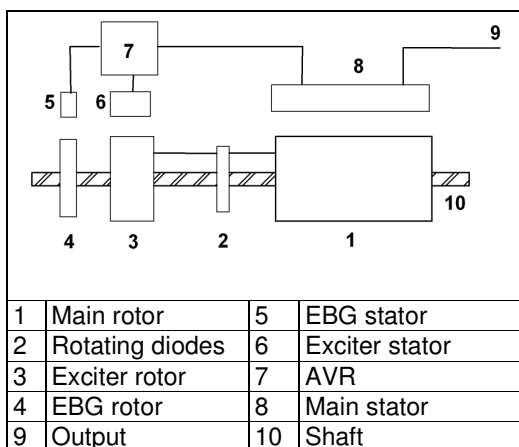 7
9
8
5
6
10
4
3
2
1
1 Main rotor 5 EBG stator
2 Rotating diodes 6 Exciter stator
3 Exciter rotor 7 AVR
4 EBG rotor 8 Main stator
9 Output 10 Shaft